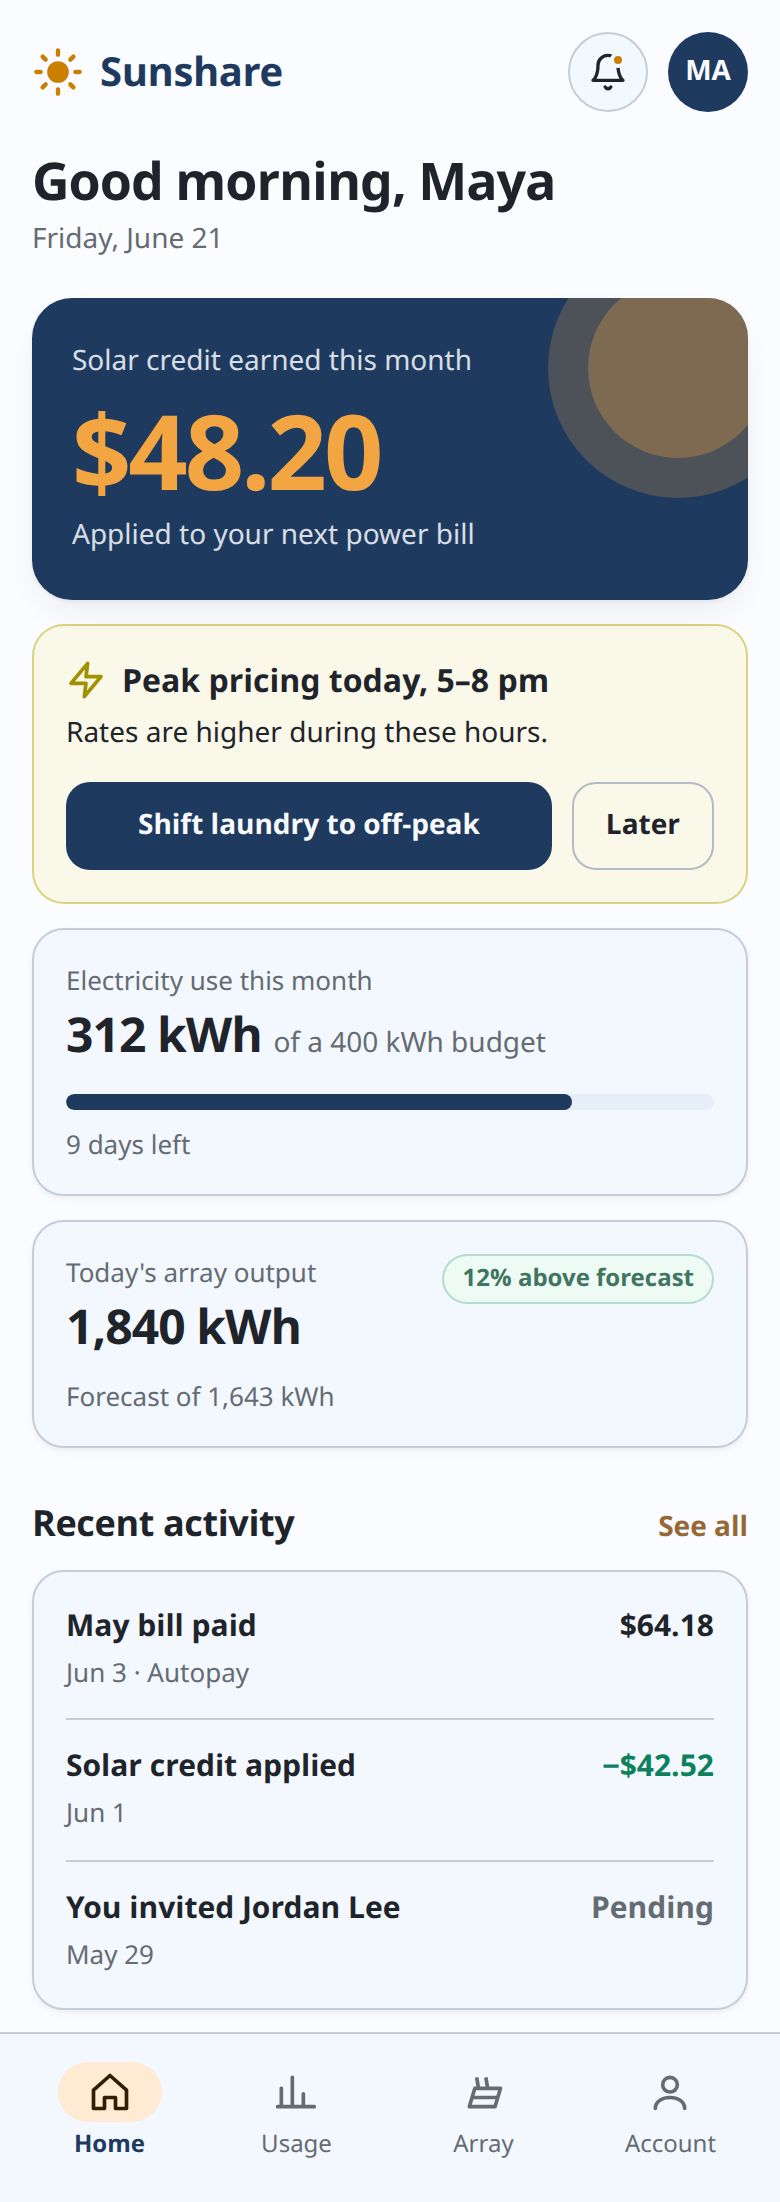 Sunshare
MA
Good morning, Maya
Friday, June 21
Solar credit earned this month
$48.20
Applied to your next power bill
Peak pricing today, 5–8 pm
Rates are higher during these hours.
Shift laundry to off-peak
Later
Electricity use this month
312 kWh of a 400 kWh budget
9 days left
Today's array output
12% above forecast
1,840 kWh
Forecast of 1,643 kWh
Recent activity
See all
May bill paid
$64.18
Jun 3 · Autopay
Solar credit applied
−$42.52
Jun 1
You invited Jordan Lee
Pending
May 29
Home
Usage
Array
Account